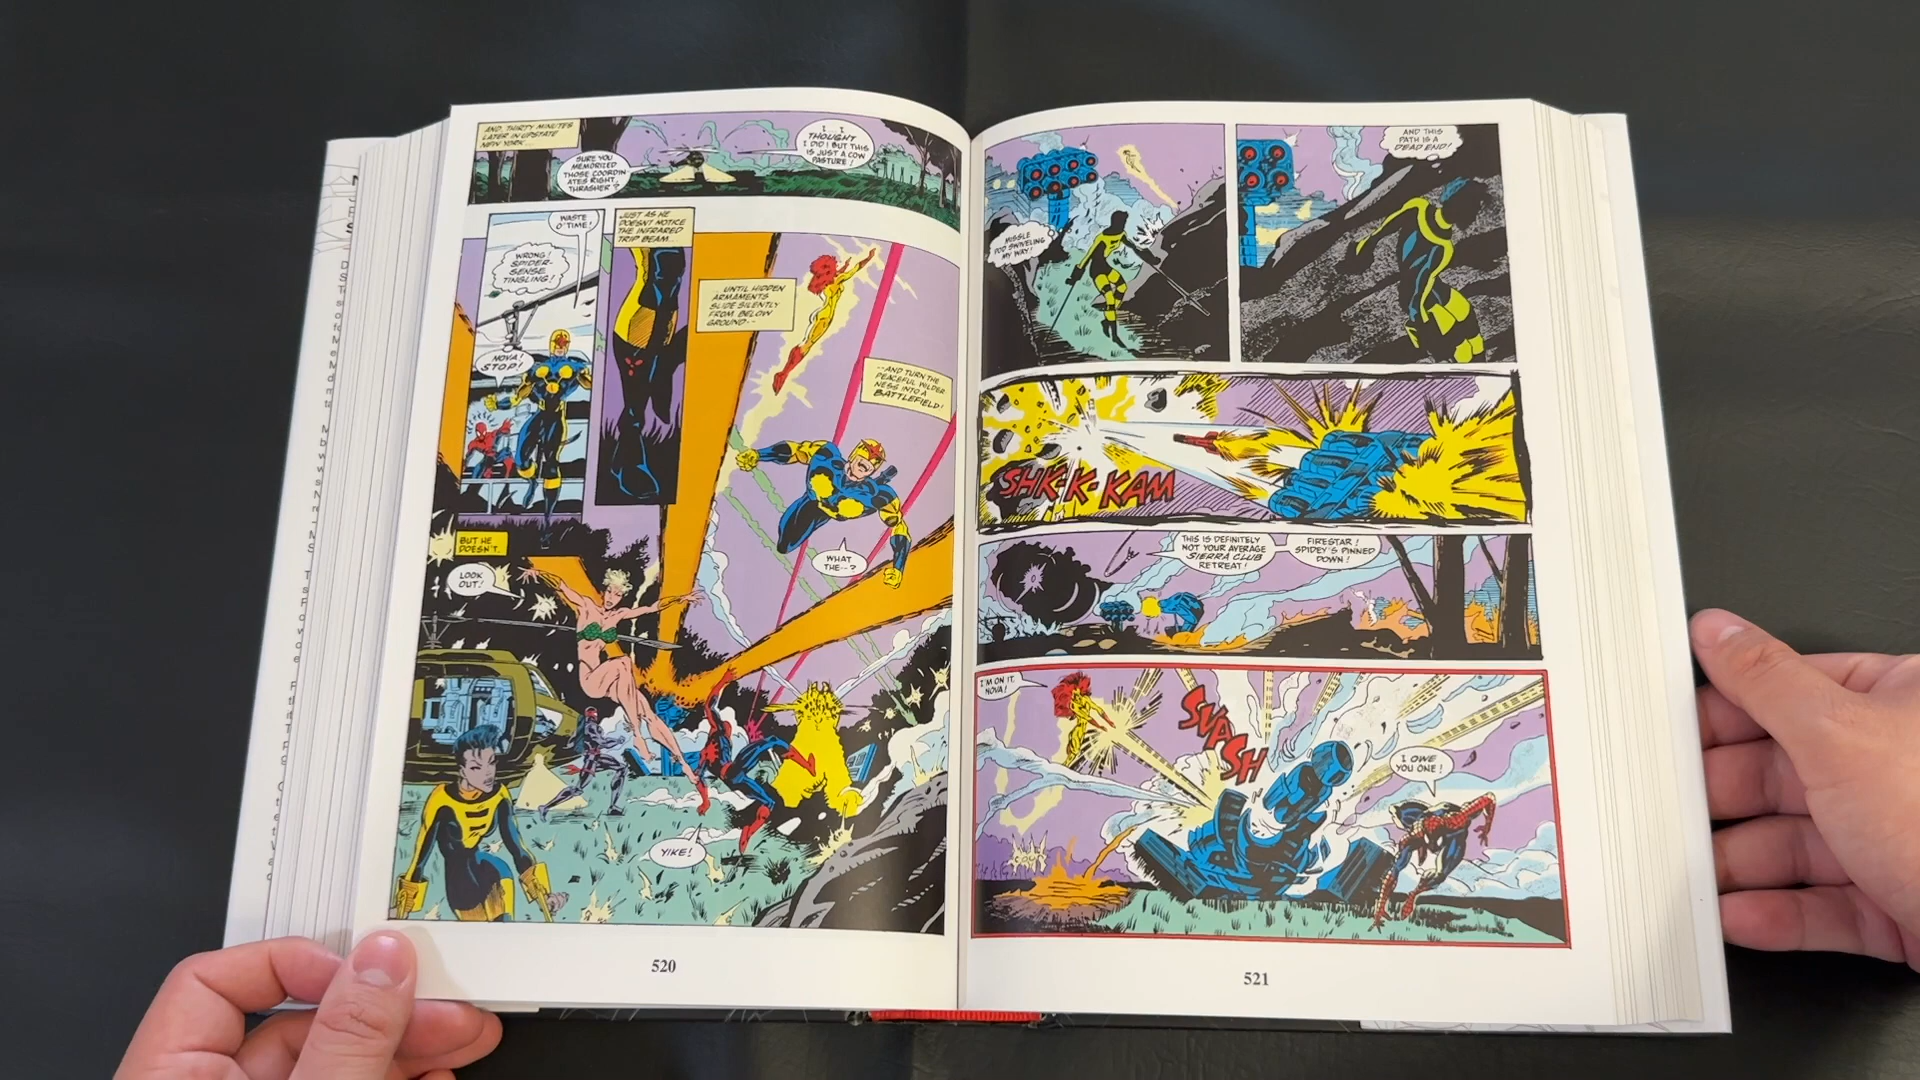 AND, THIRTY MINUTES
LATER IN UPSTATE
NEW YORK...
SURE YOU
MEMORIZED
THOSE COORDIN-
ATES RIGHT,
THRASHER?
I... I
THOUGHT
I DID! BUT THIS
IS JUST A COW
PASTURE!
WASTE
O' TIME!
WRONG!
SPIDER-
SENSE
TINGLING!
NOVA!
STOP!
JUST AS HE
DOESN'T NOTICE
THE INFRARED
TRIP BEAM...
...UNTIL HIDDEN
ARMAMENTS
SLIDE SILENTLY
FROM BELOW
GROUND--
--AND TURN THE
PEACEFUL WILDER-
NESS INTO A
BATTLEFIELD!
WHAT
THE--?
BUT HE
DOESN'T.
LOOK
OUT!
YIKE!
520
MISSLE
POD SWIVELING
MY WAY!
AND THIS
PATH IS A
DEAD END!
SHK-K-KAM
THIS IS DEFINITELY
NOT YOUR AVERAGE
SIERRA CLUB
RETREAT!
FIRESTAR!
SPIDEY'S PINNED
DOWN!
I'M ON IT,
NOVA!
I OWE
YOU ONE!
521